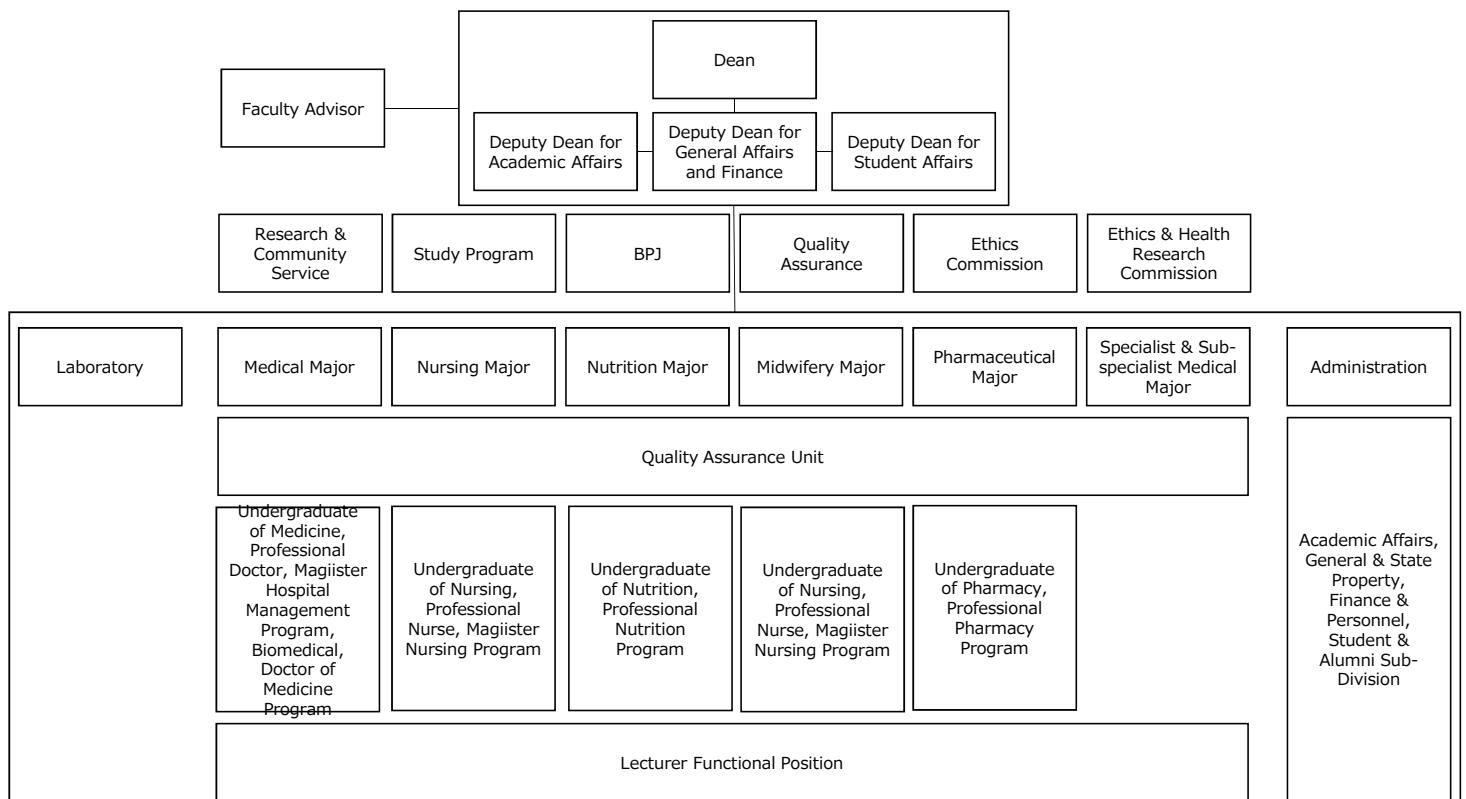 Dean
Faculty Advisor
Deputy Dean for
Academic Affairs
Deputy Dean for
General Affairs
and Finance
Deputy Dean for
Student Affairs
Research &
Community
Service
Study Program
BPJ
Quality
Assurance
Ethics
Commission
Ethics & Health
Research
Commission
Laboratory
Medical Major
Nursing Major
Nutrition Major
Midwifery Major
Pharmaceutical
Major
Specialist & Sub-
specialist Medical
Major
Administration
Quality Assurance Unit
Undergraduate
of Medicine,
Professional
Doctor, Magiister
Hospital
Management
Program,
Biomedical,
Doctor of
Medicine
Program
Undergraduate
of Nursing,
Professional
Nurse, Magiister
Nursing Program
Undergraduate
of Nutrition,
Professional
Nutrition
Program
Undergraduate
of Nursing,
Professional
Nurse, Magiister
Nursing Program
Undergraduate
of Pharmacy,
Professional
Pharmacy
Program
Academic Affairs,
General & State
Property,
Finance &
Personnel,
Student &
Alumni Sub-
Division
Lecturer Functional Position